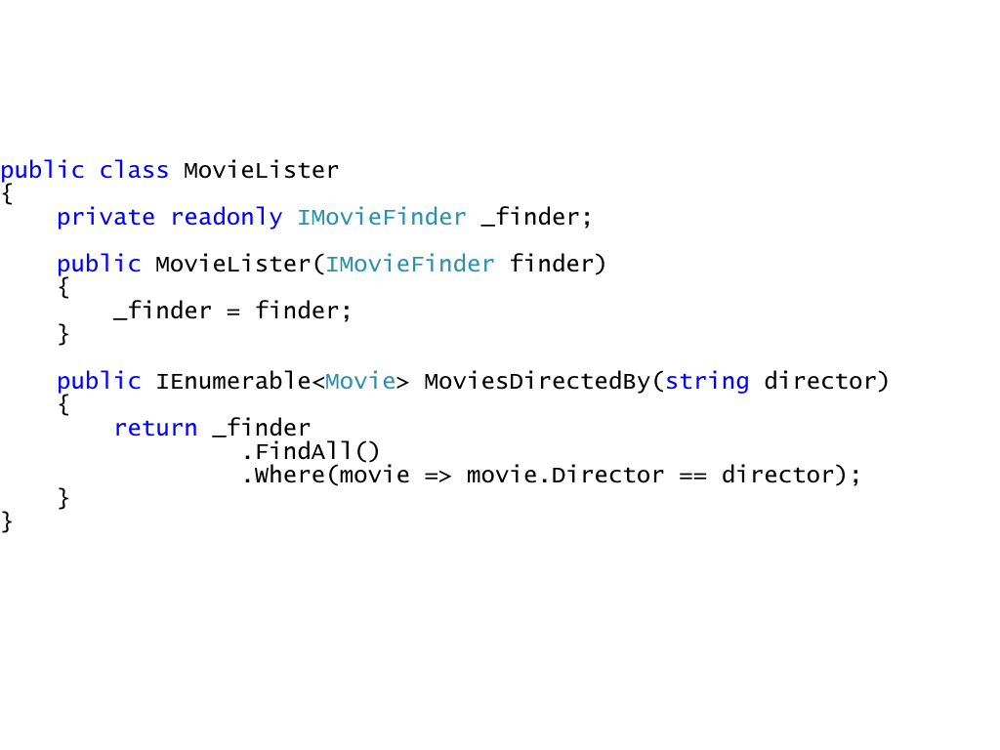 public class MovieLister
{
    private readonly IMovieFinder _finder;

    public MovieLister(IMovieFinder finder)
    {
        _finder = finder;
    }

    public IEnumerable<Movie> MoviesDirectedBy(string director)
    {
        return _finder
                 .FindAll()
                 .Where(movie => movie.Director == director);
    }
}